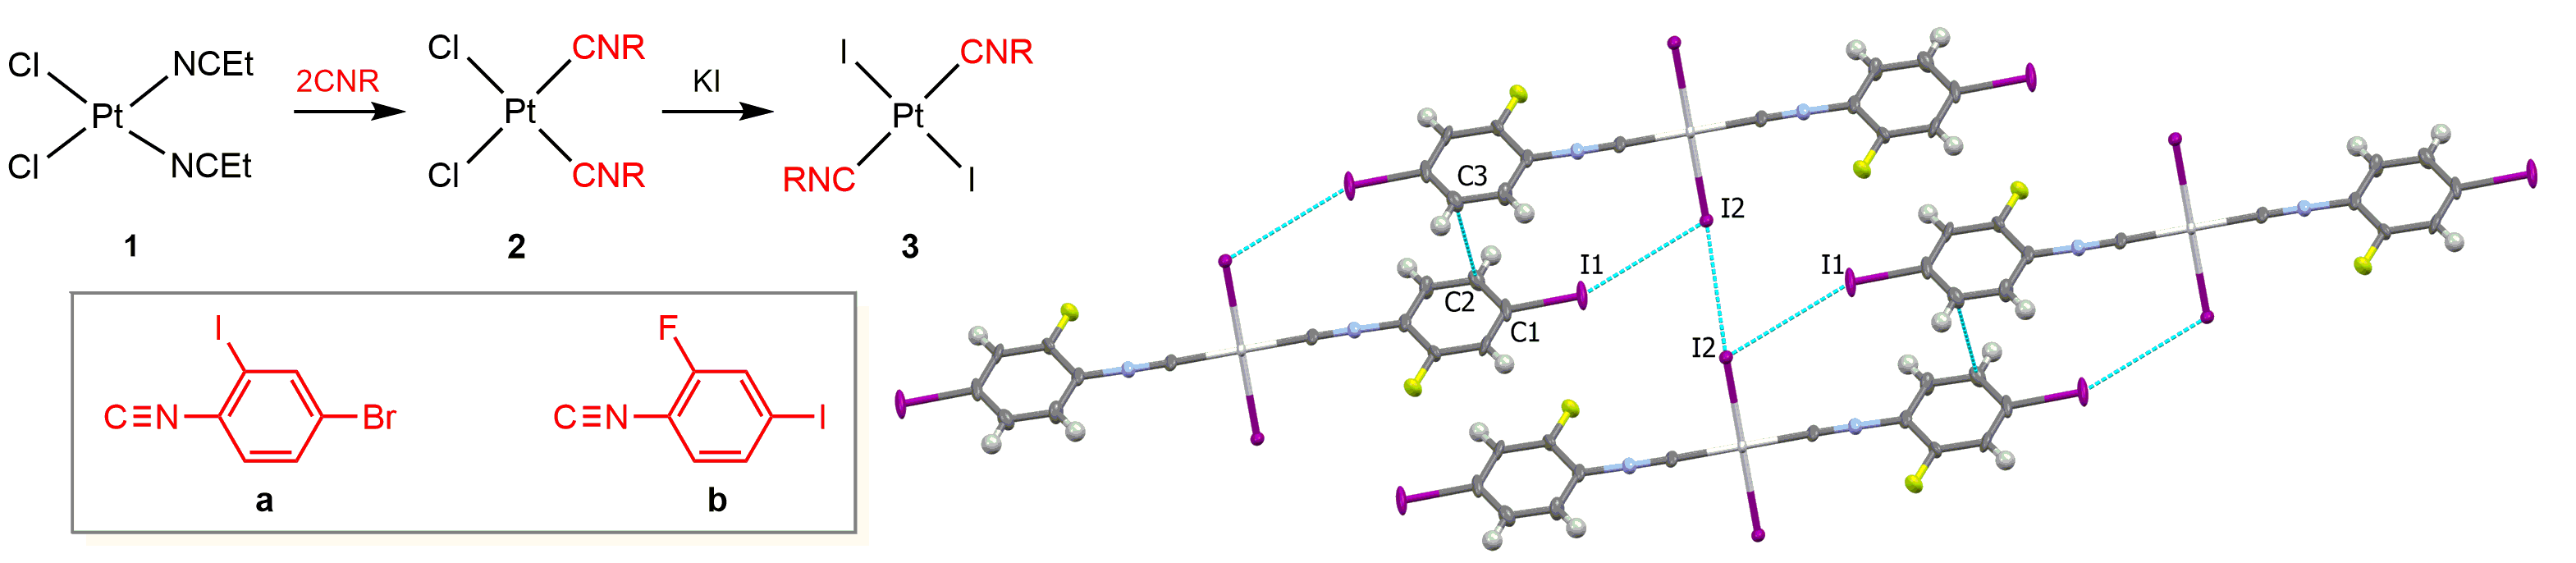 Cl
Cl
Pt
NCEt
NCEt
2CNR
Cl
Cl
Pt
CNR
CNR
KI
I
CNR
Pt
RNC
I
1
2
3
I
C≡N
Br
a
F
C≡N
I
b
C3
I2
I1
C2
C1
I1
I2